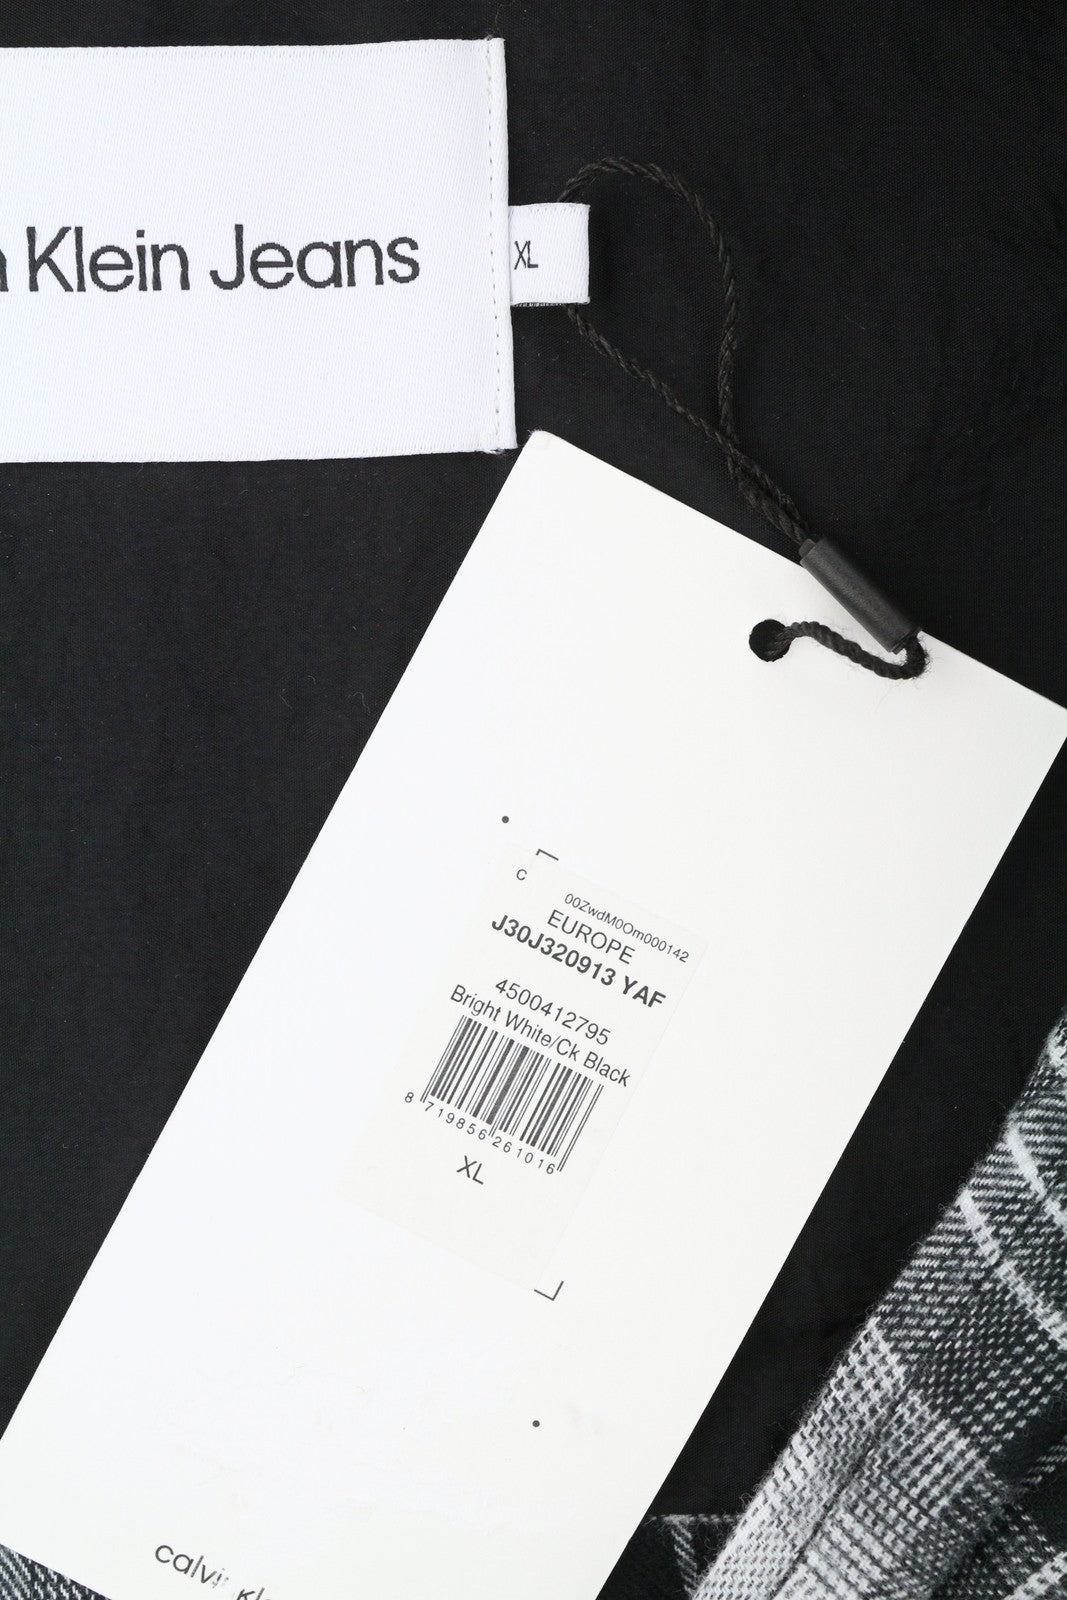 Klein Jeans
XL
C
00ZwdM0Om000142
EUROPE
J30J320913 YAF
4500412795
Bright White/Ck Black
8 719856 261016
XL
calvin kl